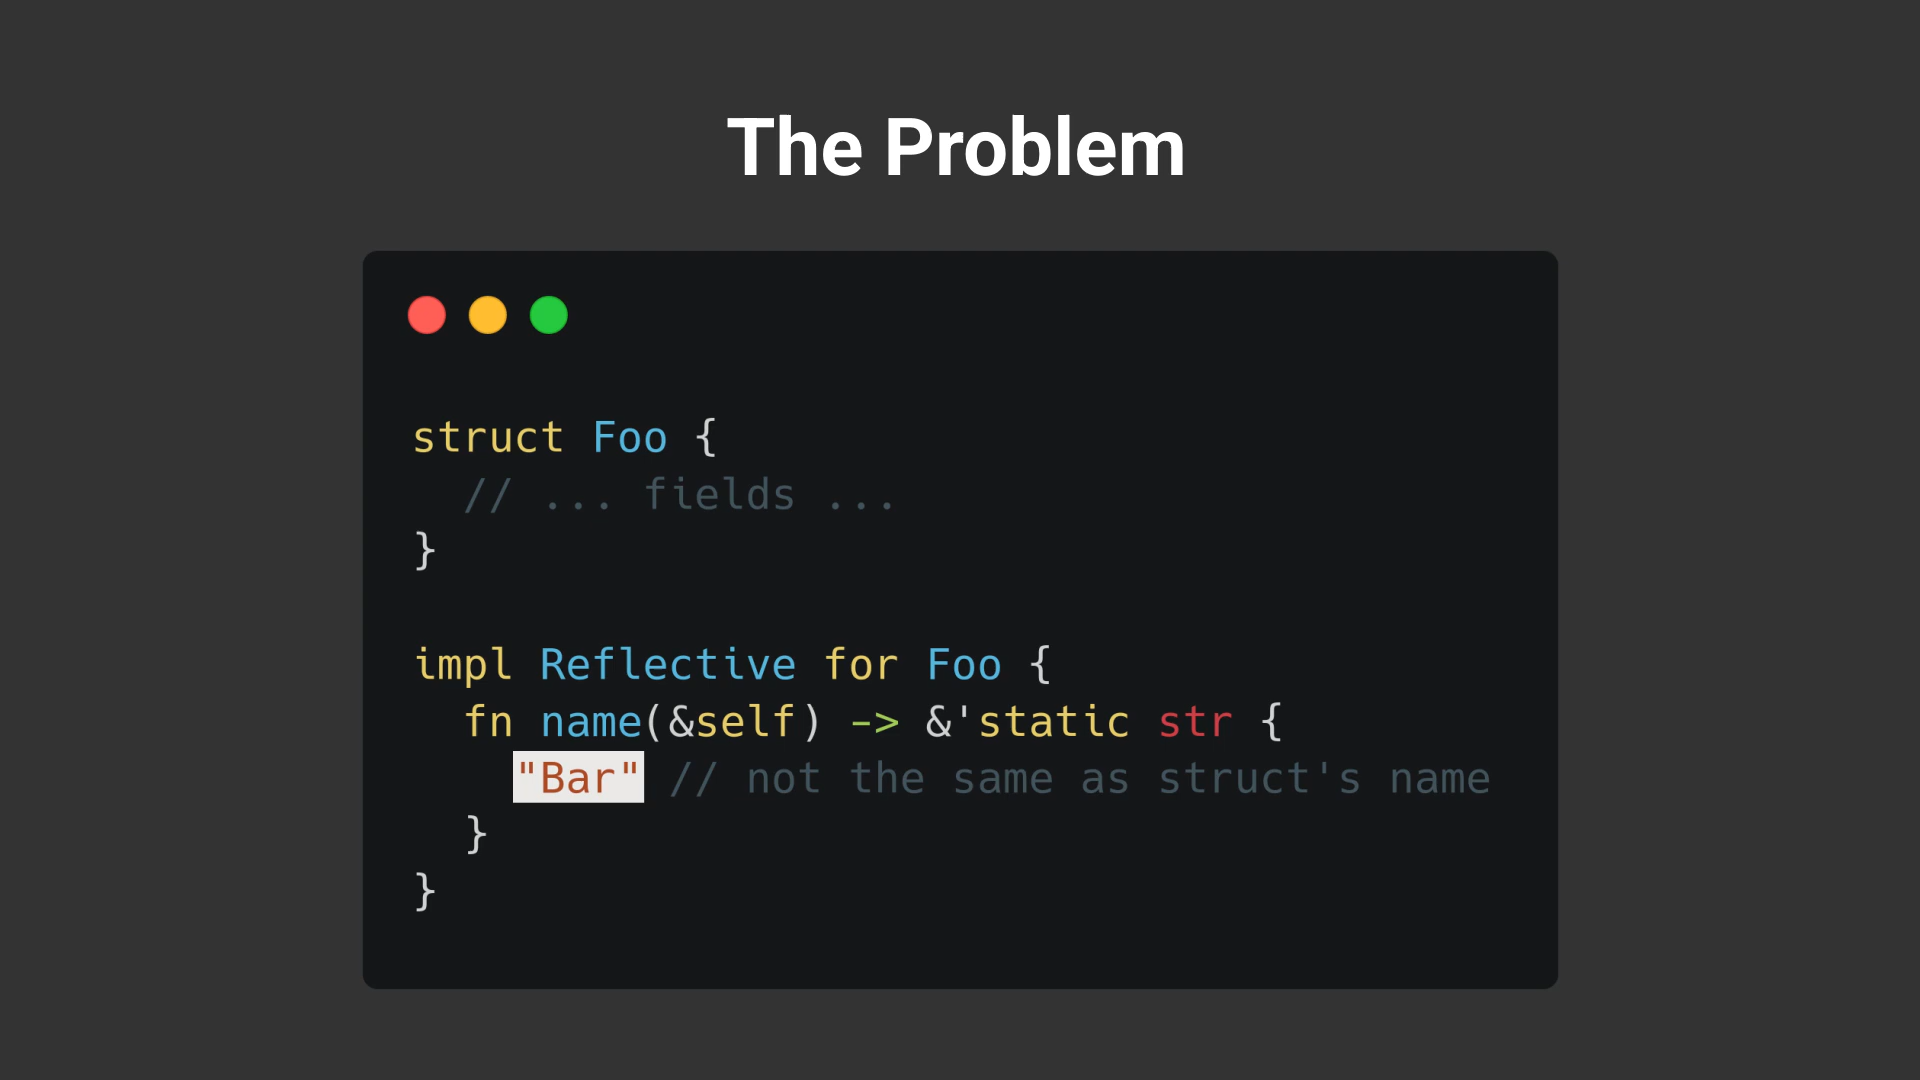 The Problem
struct Foo {
  // ... fields ...
}
impl Reflective for Foo {
  fn name(&self) -> &'static str {
    "Bar" // not the same as struct's name
  }
}